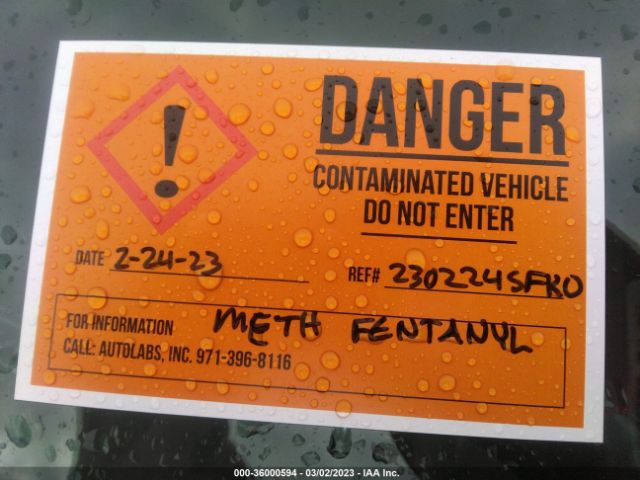 DANGER
CONTAMINATED VEHICLE
DO NOT ENTER
DATE 2-24-23
REF# 230224SFKO
METH FENTANYL
FOR INFORMATION
CALL: AUTOLABS, INC. 971-396-8116
000-36000594 - 03/02/2023 - IAA Inc.